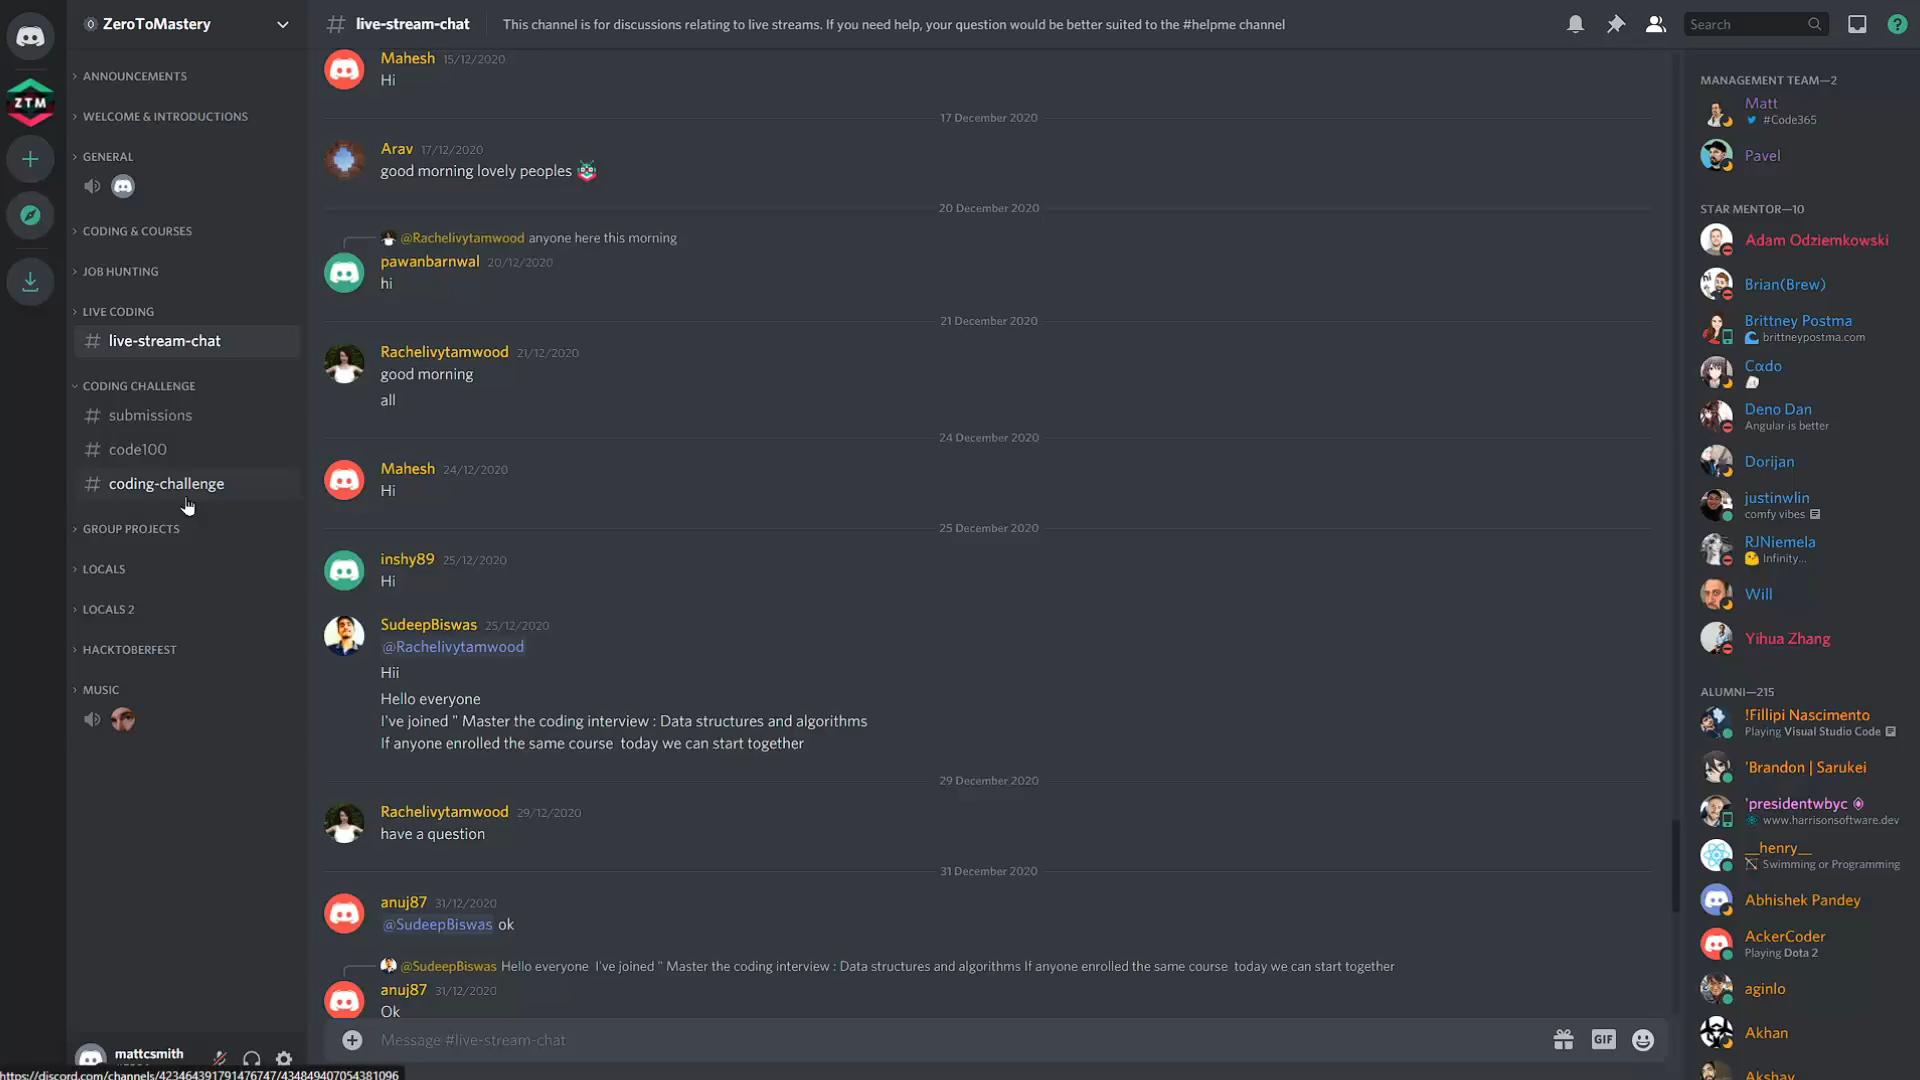 ZeroToMastery
ZTM
ANNOUNCEMENTS
WELCOME & INTRODUCTIONS
GENERAL
CODING & COURSES
JOB HUNTING
LIVE CODING
live-stream-chat
CODING CHALLENGE
submissions
code100
coding-challenge
GROUP PROJECTS
LOCALS
LOCALS 2
HACKTOBERFEST
MUSIC
mattcsmith
https://discord.com/channels/423464391791476747/434849407054381096
live-stream-chat
This channel is for discussions relating to live streams. If you need help, your question would be better suited to the #helpme channel
Search
Mahesh 15/12/2020
Hi
17 December 2020
Arav 17/12/2020
good morning lovely peoples
20 December 2020
@Rachelivytamwood anyone here this morning
pawanbarnwal 20/12/2020
hi
21 December 2020
Rachelivytamwood 21/12/2020
good morning
all
24 December 2020
Mahesh 24/12/2020
Hi
25 December 2020
inshy89 25/12/2020
Hi
SudeepBiswas 25/12/2020
@Rachelivytamwood
Hii
Hello everyone
I've joined " Master the coding interview : Data structures and algorithms
If anyone enrolled the same course today we can start together
29 December 2020
Rachelivytamwood 29/12/2020
have a question
31 December 2020
anuj87 31/12/2020
@SudeepBiswas ok
@SudeepBiswas Hello everyone I've joined " Master the coding interview : Data structures and algorithms If anyone enrolled the same course today we can start together
anuj87 31/12/2020
Ok
Message #live-stream-chat
GIF
MANAGEMENT TEAM—2
Matt
#Code365
Pavel
STAR MENTOR—10
Adam Odziemkowski
Brian(Brew)
Brittney Postma
brittneypostma.com
Cαdo
Deno Dan
Angular is better
Dorijan
justinwlin
comfy vibes
RJNiemela
Infinity...
Will
Yihua Zhang
ALUMNI—215
!Fillipi Nascimento
Playing Visual Studio Code
'Brandon | Sarukei
'presidentwbyc
www.harrisonsoftware.dev
__henry__
Swimming or Programming
Abhishek Pandey
AckerCoder
Playing Dota 2
aginlo
Akhan
Akshay